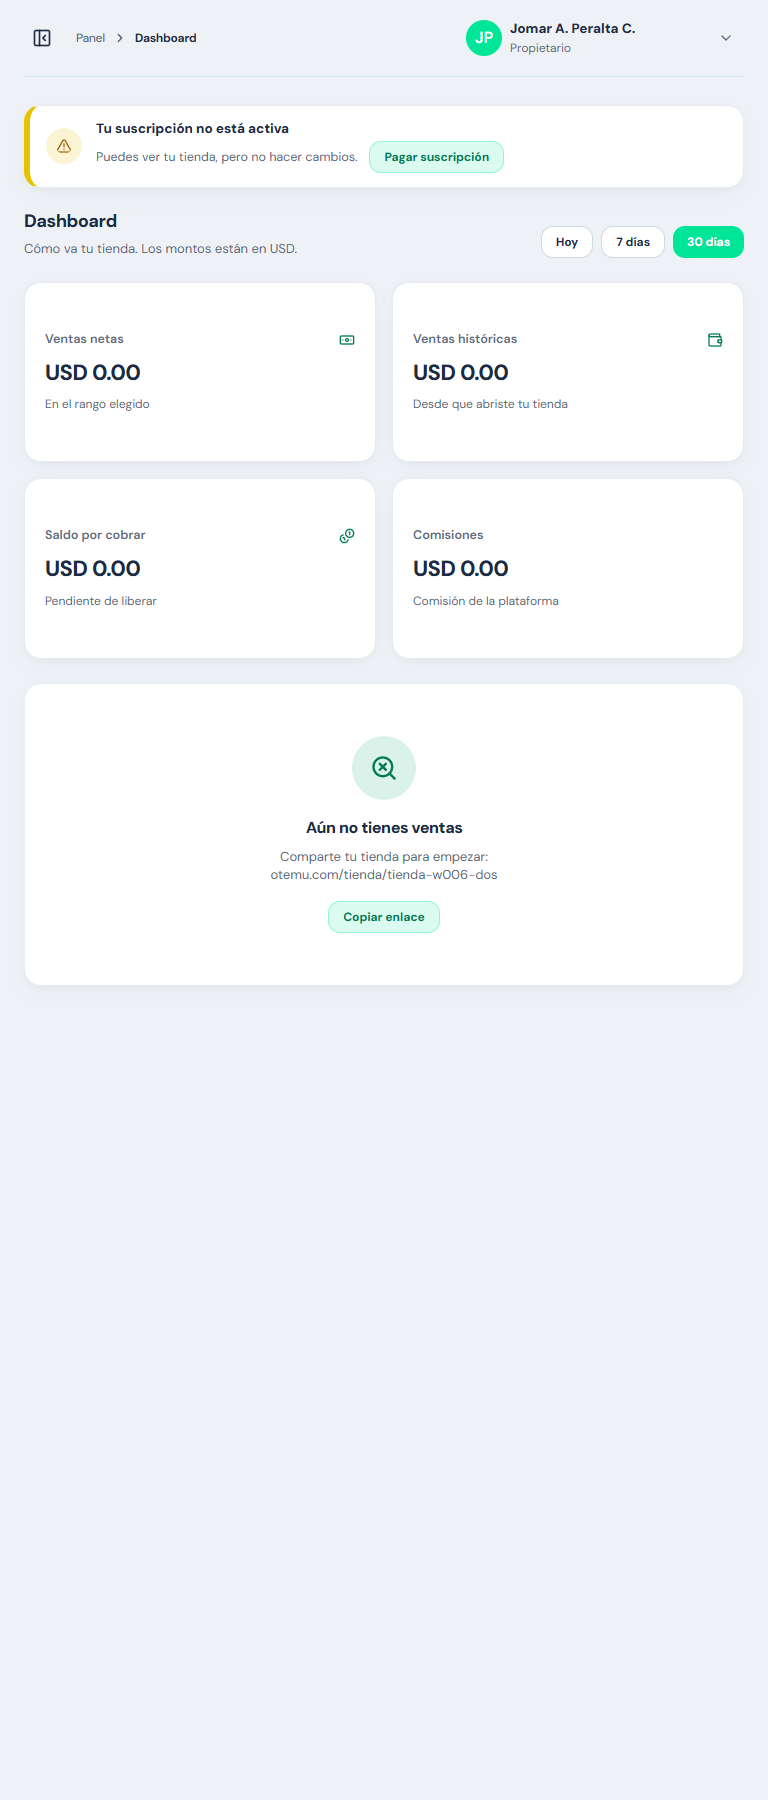 Panel > Dashboard
JP
Jomar A. Peralta C.
Propietario
Tu suscripción no está activa
Puedes ver tu tienda, pero no hacer cambios.
Pagar suscripción
Dashboard
Cómo va tu tienda. Los montos están en USD.
Hoy
7 días
30 días
Ventas netas
USD 0.00
En el rango elegido
Ventas históricas
USD 0.00
Desde que abriste tu tienda
Saldo por cobrar
USD 0.00
Pendiente de liberar
Comisiones
USD 0.00
Comisión de la plataforma
Aún no tienes ventas
Comparte tu tienda para empezar:
otemu.com/tienda/tienda-w006-dos
Copiar enlace